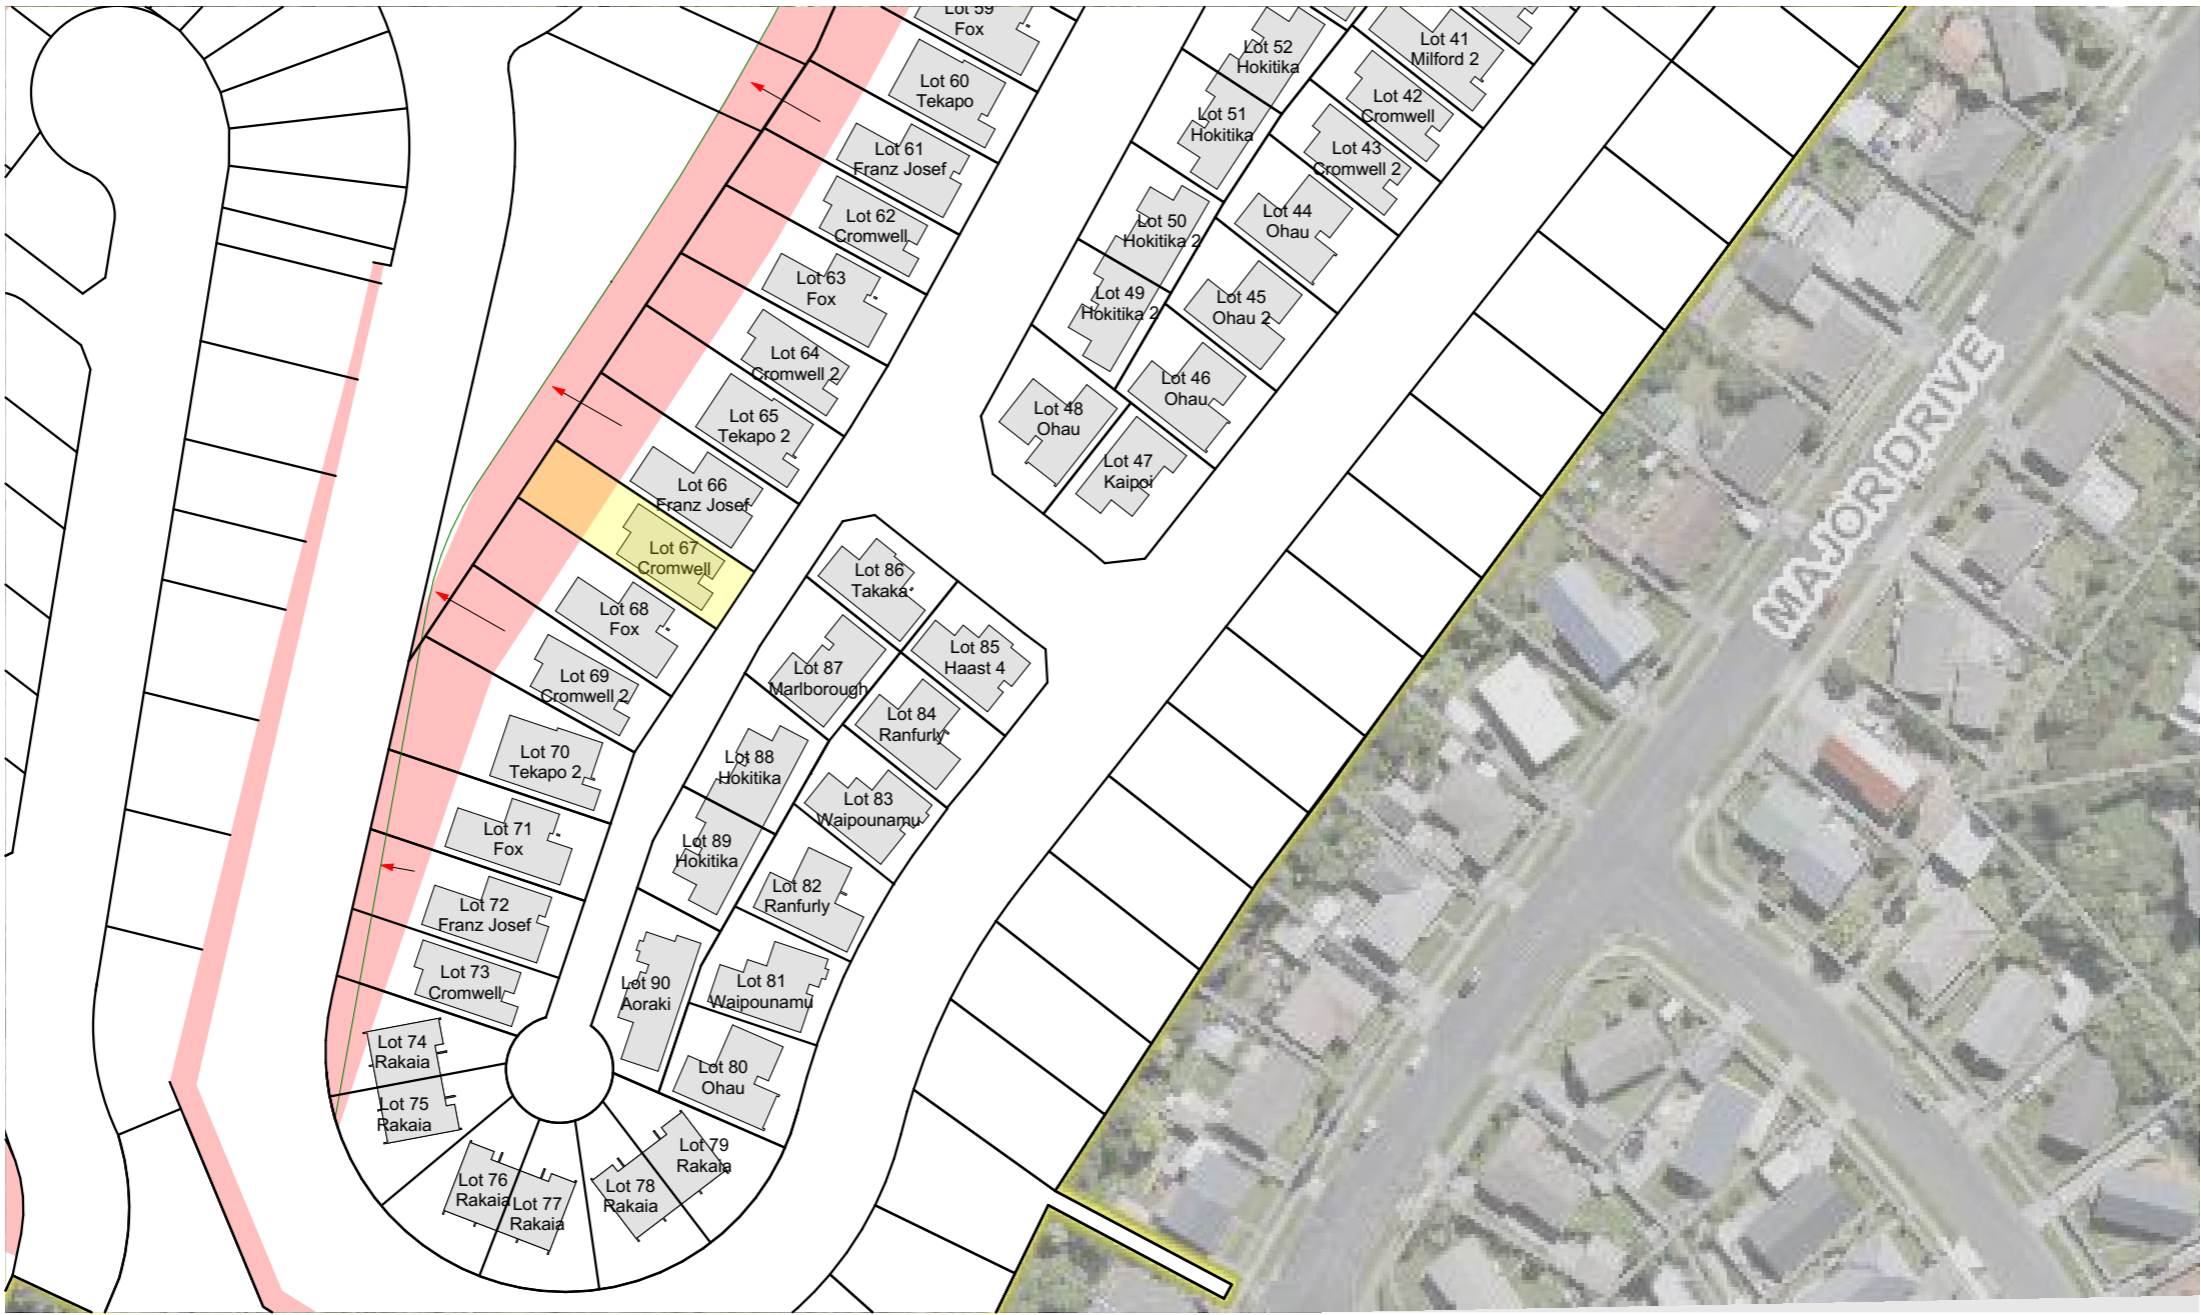 Lot 59
Fox
Lot 60
Tekapo
Lot 61
Franz Josef
Lot 62
Cromwell
Lot 63
Fox
Lot 64
Cromwell 2
Lot 65
Tekapo 2
Lot 66
Franz Josef
Lot 67
Cromwell
Lot 68
Fox
Lot 69
Cromwell 2
Lot 70
Tekapo 2
Lot 71
Fox
Lot 72
Franz Josef
Lot 73
Cromwell
Lot 74
Rakaia
Lot 75
Rakaia
Lot 76
Rakaia
Lot 77
Rakaia
Lot 78
Rakaia
Lot 79
Rakaia
Lot 80
Ohau
Lot 81
Waipounamu
Lot 82
Ranfurly
Lot 83
Waipounamu
Lot 84
Ranfurly
Lot 85
Haast 4
Lot 86
Takaka
Lot 87
Marlborough
Lot 88
Hokitika
Lot 89
Hokitika
Lot 90
Aoraki
Lot 52
Hokitika
Lot 51
Hokitika
Lot 50
Hokitika 2
Lot 49
Hokitika 2
Lot 48
Ohau
Lot 47
Kaipoi
Lot 46
Ohau
Lot 45
Ohau 2
Lot 44
Ohau
Lot 43
Cromwell 2
Lot 42
Cromwell
Lot 41
Milford 2
MAJOR DRIVE